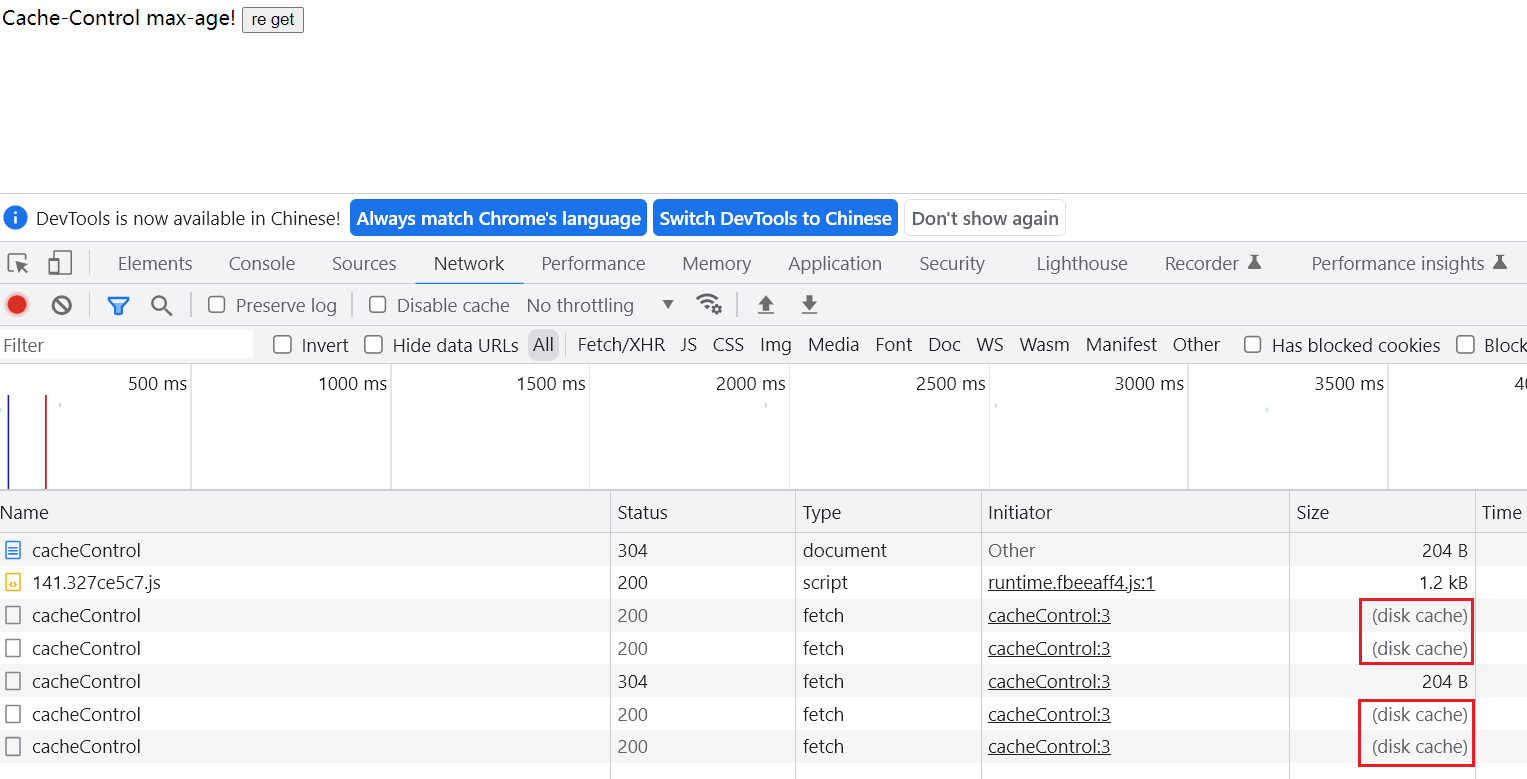 Cache-Control max-age! re get
DevTools is now available in Chinese! Always match Chrome's language Switch DevTools to Chinese Don't show again
Elements Console Sources Network Performance Memory Application Security Lighthouse Recorder Performance insights
Preserve log Disable cache No throttling
Filter Invert Hide data URLs All Fetch/XHR JS CSS Img Media Font Doc WS Wasm Manifest Other Has blocked cookies Block
500 ms 1000 ms 1500 ms 2000 ms 2500 ms 3000 ms 3500 ms 40
Name Status Type Initiator Size Time
cacheControl 304 document Other 204 B
141.327ce5c7.js 200 script runtime.fbeeaff4.js:1 1.2 kB
cacheControl 200 fetch cacheControl:3 (disk cache)
cacheControl 200 fetch cacheControl:3 (disk cache)
cacheControl 304 fetch cacheControl:3 204 B
cacheControl 200 fetch cacheControl:3 (disk cache)
cacheControl 200 fetch cacheControl:3 (disk cache)